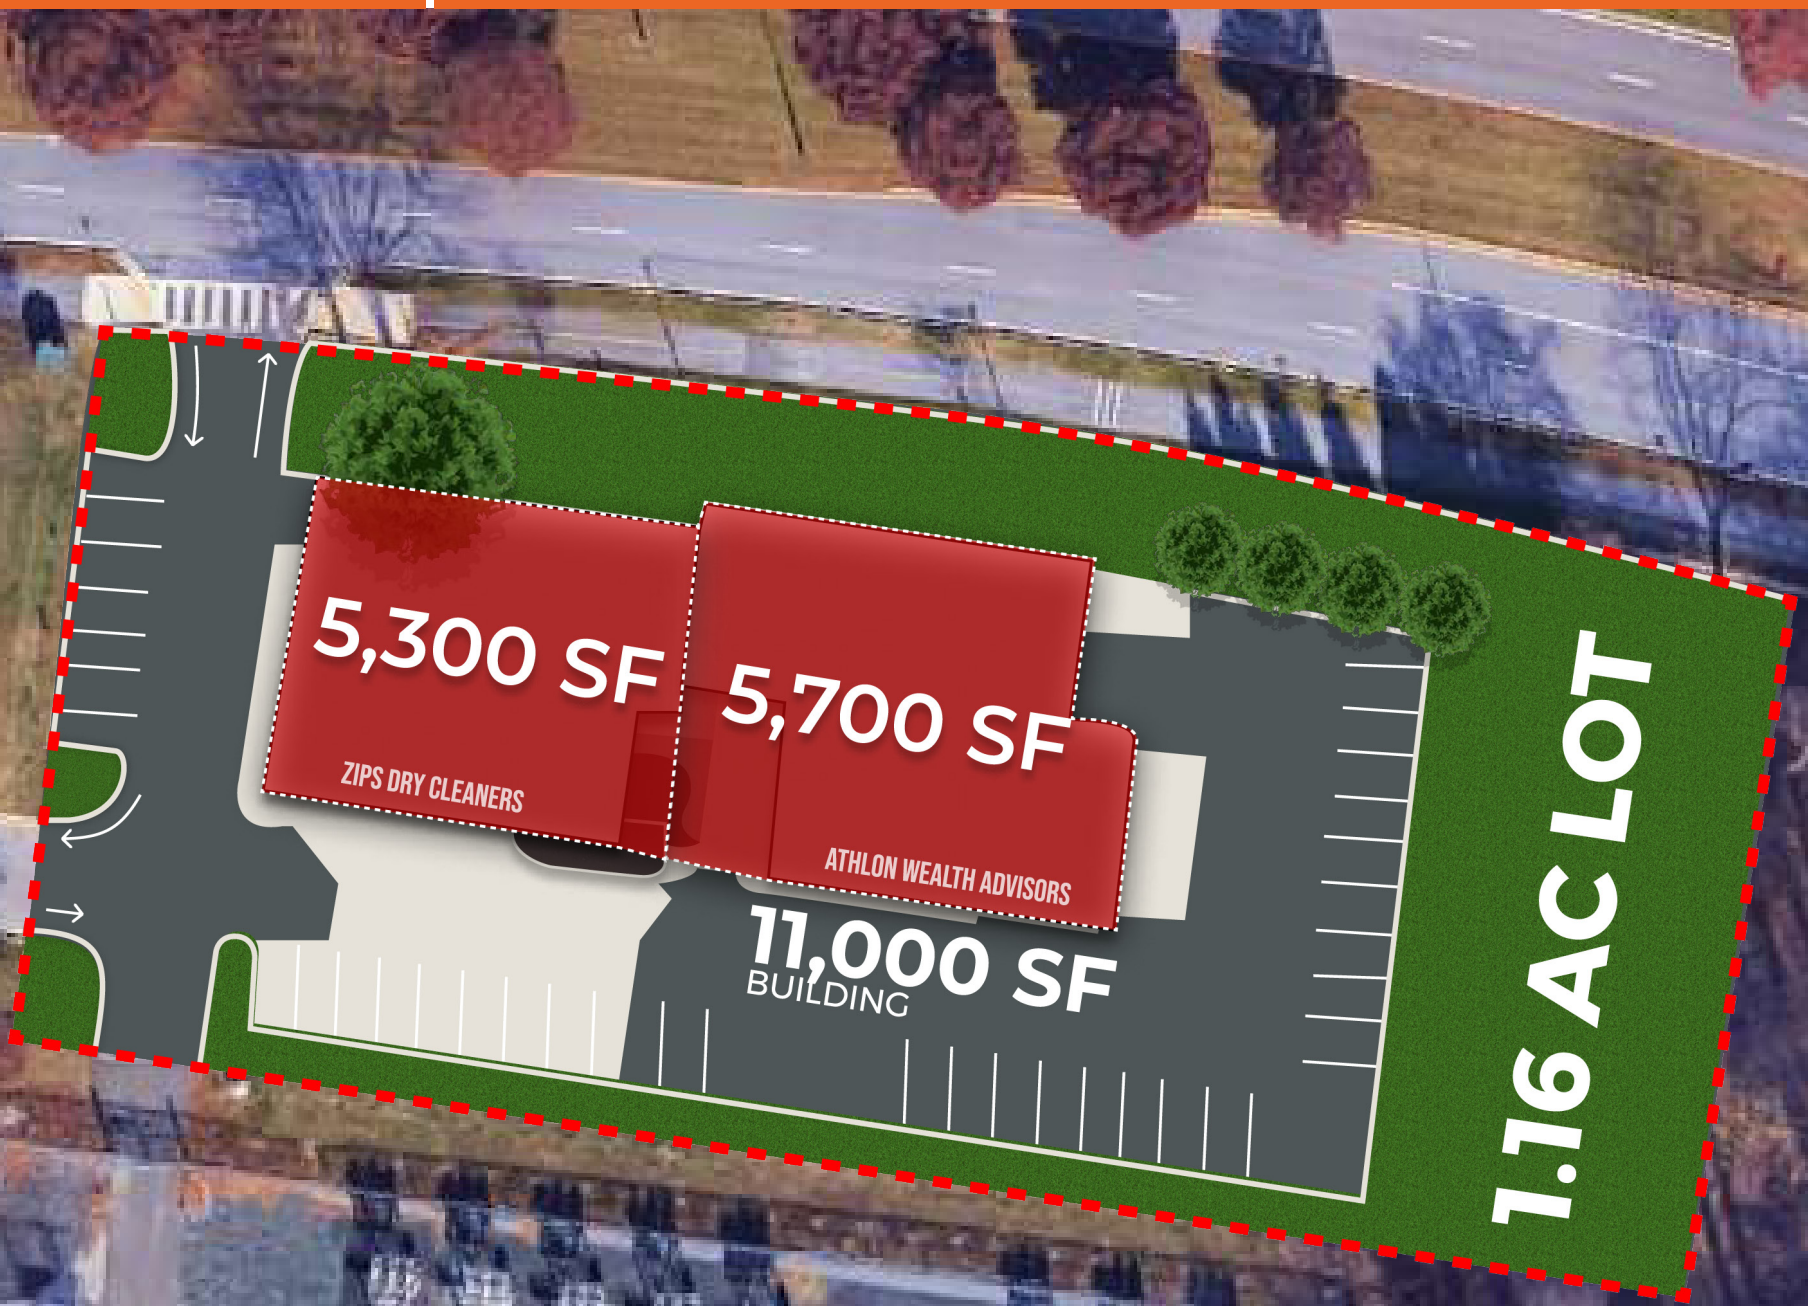 5,300 SF
ZIPS DRY CLEANERS
5,700 SF
ATHLON WEALTH ADVISORS
11,000 SF
BUILDING
1.16 AC LOT